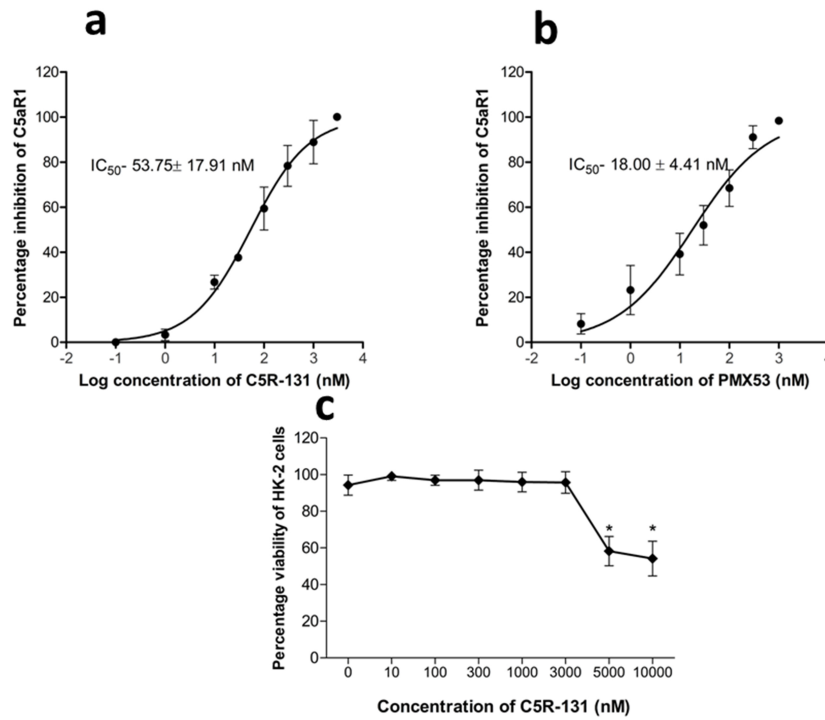 a
120
100
80
60
40
20
0
Percentage inhibition of C5aR1
IC50- 53.75± 17.91 nM
-2 -1 0 1 2 3 4
Log concentration of C5R-131 (nM)
b
120
100
80
60
40
20
0
Percentage inhibition of C5aR1
IC50- 18.00 ± 4.41 nM
-2 -1 0 1 2 3
Log concentration of PMX53 (nM)
c
120
100
80
60
40
20
0
Percentage viability of HK-2 cells
* *
0 10 100 300 1000 3000 5000 10000
Concentration of C5R-131 (nM)